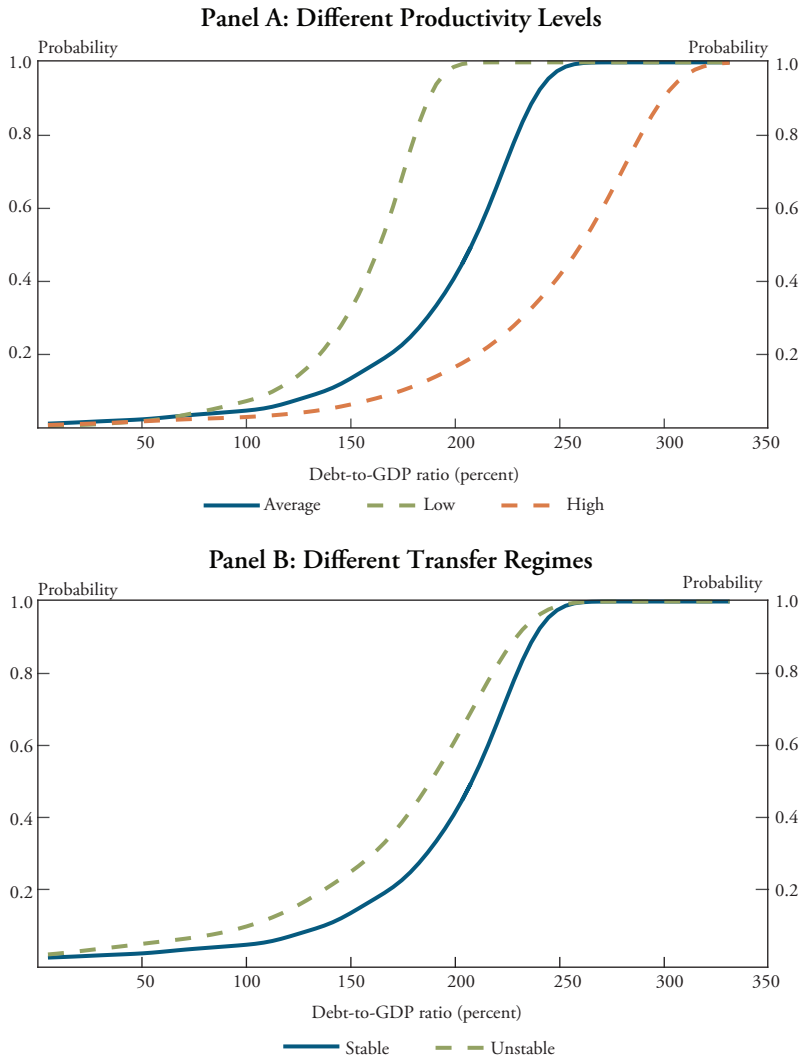 Panel A: Different Productivity Levels
Probability Probability
1.0 1.0
0.8 0.8
0.6 0.6
0.4 0.4
0.2 0.2
50 100 150 200 250 300 350
Debt-to-GDP ratio (percent)
Average Low High
Panel B: Different Transfer Regimes
Probability Probability
1.0 1.0
0.8 0.8
0.6 0.6
0.4 0.4
0.2 0.2
50 100 150 200 250 300 350
Debt-to-GDP ratio (percent)
Stable Unstable